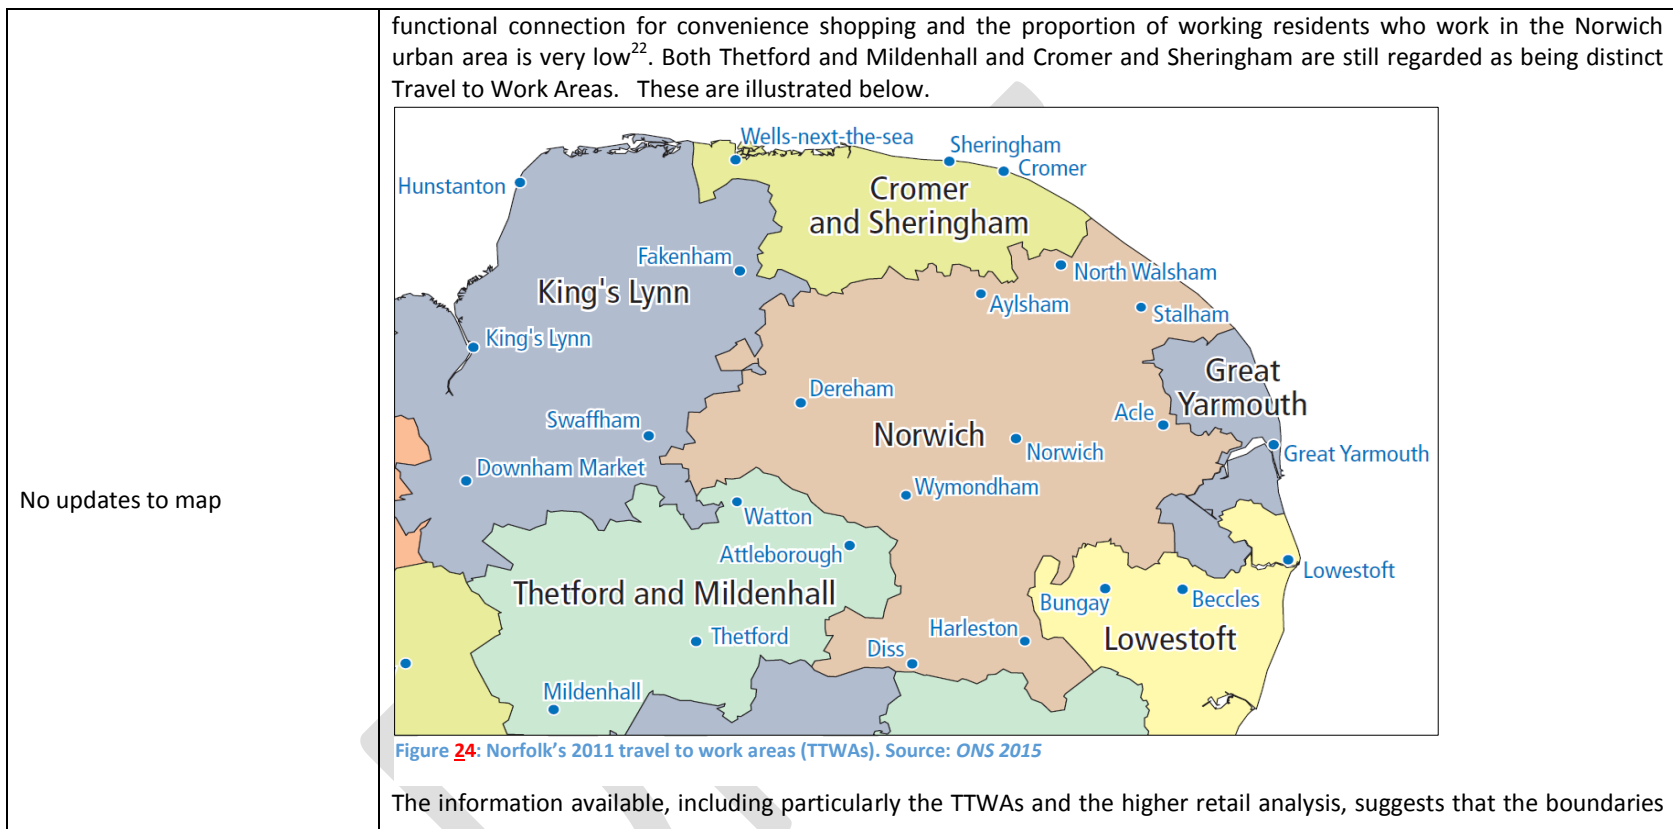 functional connection for convenience shopping and the proportion of working residents who work in the Norwich
urban area is very low22. Both Thetford and Mildenhall and Cromer and Sheringham are still regarded as being distinct
Travel to Work Areas. These are illustrated below.
No updates to map
Wells-next-the-sea
Sheringham
Cromer
Hunstanton
Cromer
and Sheringham
Fakenham
North Walsham
King's Lynn
Aylsham
Stalham
King's Lynn
Great
Yarmouth
Dereham
Acle
Swaffham
Norwich
Norwich
Great Yarmouth
Downham Market
Wymondham
Watton
Attleborough
Lowestoft
Thetford and Mildenhall
Bungay
Beccles
Thetford
Harleston
Lowestoft
Diss
Mildenhall
Figure 24: Norfolk's 2011 travel to work areas (TTWAs). Source: ONS 2015
The information available, including particularly the TTWAs and the higher retail analysis, suggests that the boundaries